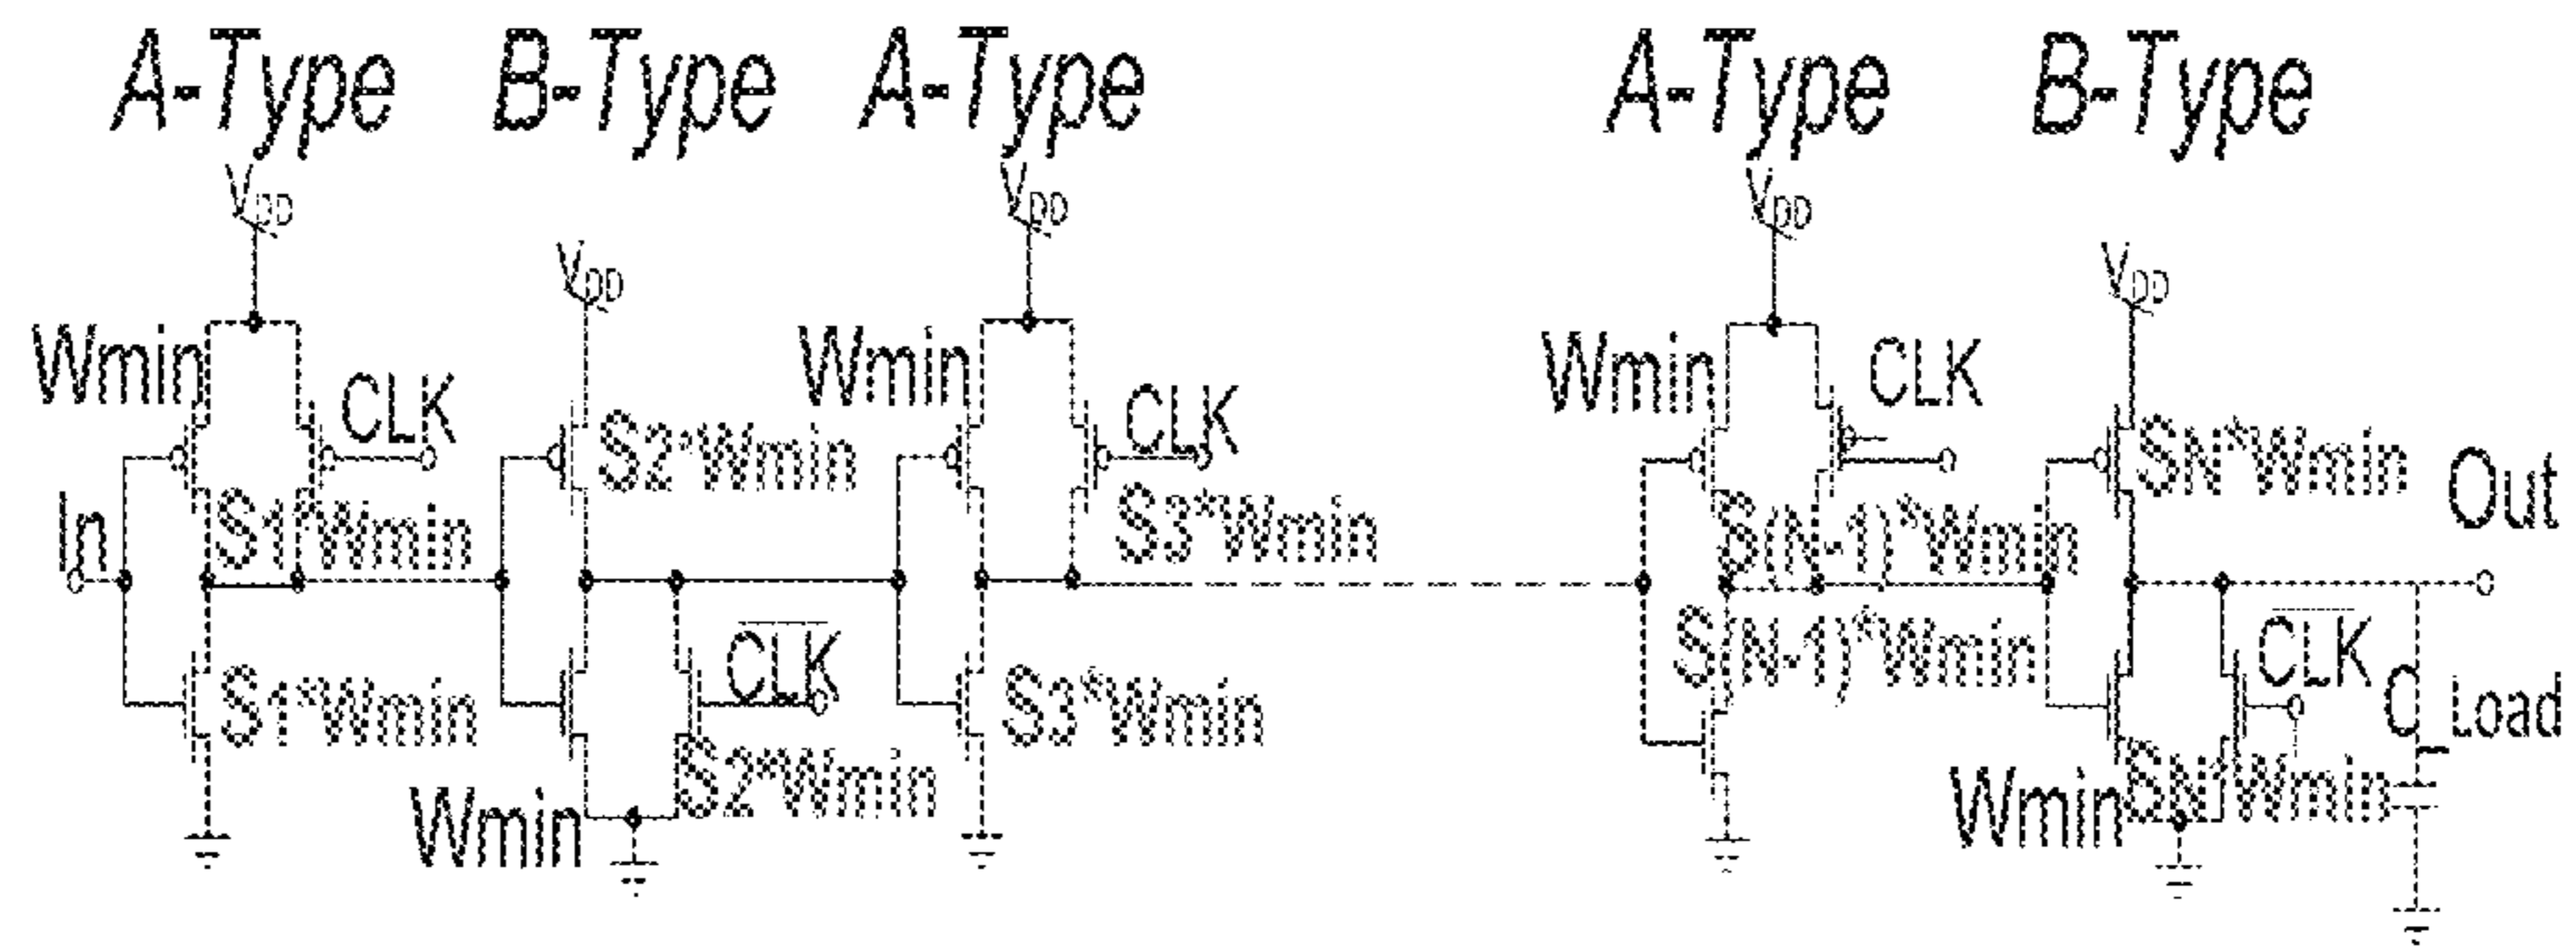 A-Type B-Type A-Type A-Type B-Type
VDD VDD VDD
VDD VDD
Wmin Wmin Wmin
CLK CLK CLK
S2*Wmin SN*Wmin
In S1*Wmin S3*Wmin S(N-1)*Wmin Out
S1*Wmin CLK S3*Wmin S(N-1)*Wmin CLK C_Load
S2*Wmin SN*Wmin
Wmin Wmin